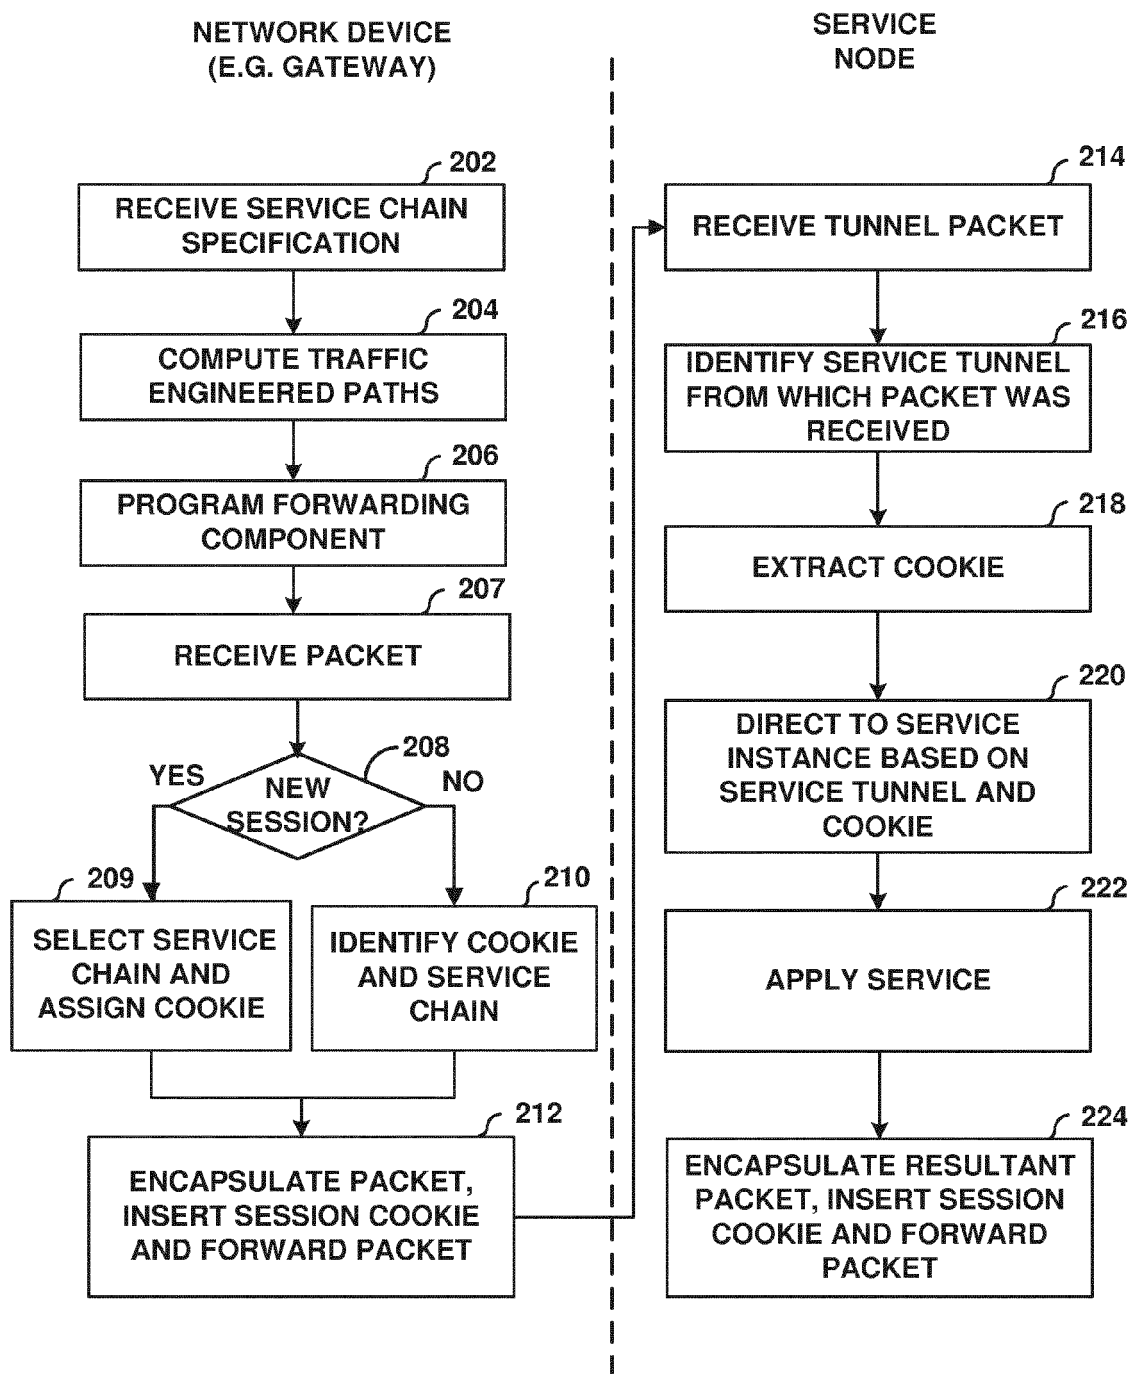 NETWORK DEVICE
(E.G. GATEWAY)
202
RECEIVE SERVICE CHAIN
SPECIFICATION
204
COMPUTE TRAFFIC
ENGINEERED PATHS
206
PROGRAM FORWARDING
COMPONENT
207
RECEIVE PACKET
208
YES
NO
NEW
SESSION?
209
SELECT SERVICE
CHAIN AND
ASSIGN COOKIE
210
IDENTIFY COOKIE
AND SERVICE
CHAIN
212
ENCAPSULATE PACKET,
INSERT SESSION COOKIE
AND FORWARD PACKET
SERVICE
NODE
214
RECEIVE TUNNEL PACKET
216
IDENTIFY SERVICE TUNNEL
FROM WHICH PACKET WAS
RECEIVED
218
EXTRACT COOKIE
220
DIRECT TO SERVICE
INSTANCE BASED ON
SERVICE TUNNEL AND
COOKIE
222
APPLY SERVICE
224
ENCAPSULATE RESULTANT
PACKET, INSERT SESSION
COOKIE AND FORWARD
PACKET